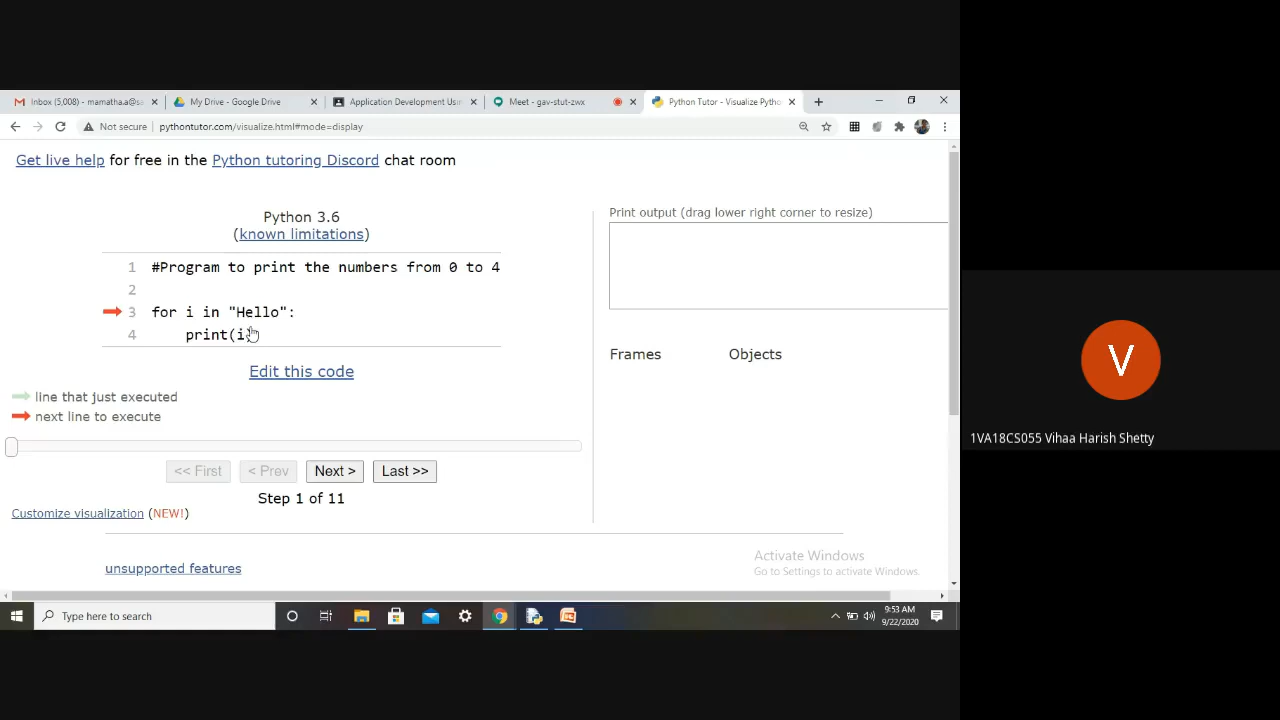 Inbox (5,008) - mamatha.a@sa
My Drive - Google Drive
Application Development Usin
Meet - gav-stut-zwx
Python Tutor - Visualize Pytho
Not secure | pythontutor.com/visualize.html#mode=display
Get live help for free in the Python tutoring Discord chat room
Python 3.6
(known limitations)
1 #Program to print the numbers from 0 to 4
2
3 for i in "Hello":
4 print(i
Edit this code
line that just executed
next line to execute
<< First
< Prev
Next >
Last >>
Step 1 of 11
Customize visualization (NEW!)
unsupported features
Print output (drag lower right corner to resize)
Frames
Objects
Activate Windows
Go to Settings to activate Windows.
Type here to search
9:53 AM
9/22/2020
V
1VA18CS055 Vihaa Harish Shetty